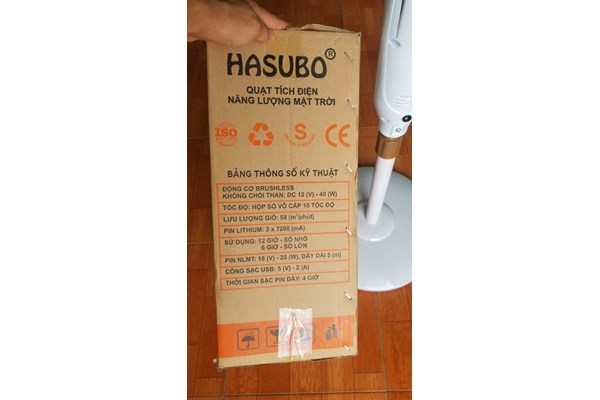 HASUBO®
QUẠT TÍCH ĐIỆN
NĂNG LƯỢNG MẶT TRỜI
ISO
S
CE
BẢNG THÔNG SỐ KỸ THUẬT
ĐỘNG CƠ BRUSHLESS
KHÔNG CHỔI THAN: DC 12 (V) - 40 (W)
TỐC ĐỘ: HỘP SỐ VÔ CẤP 10 TỐC ĐỘ
LƯU LƯỢNG GIÓ: 58 (m³/phút)
PIN LITHIUM: 3 x 7200 (mA)
SỬ DỤNG: 12 GIỜ - SỐ NHỎ
6 GIỜ - SỐ LỚN
PIN NLMT: 18 (V) - 20 (W), DÂY DÀI 5 (m)
CỔNG SẠC USB: 5 (V) - 2 (A)
THỜI GIAN SẠC PIN ĐẦY: 4 GIỜ